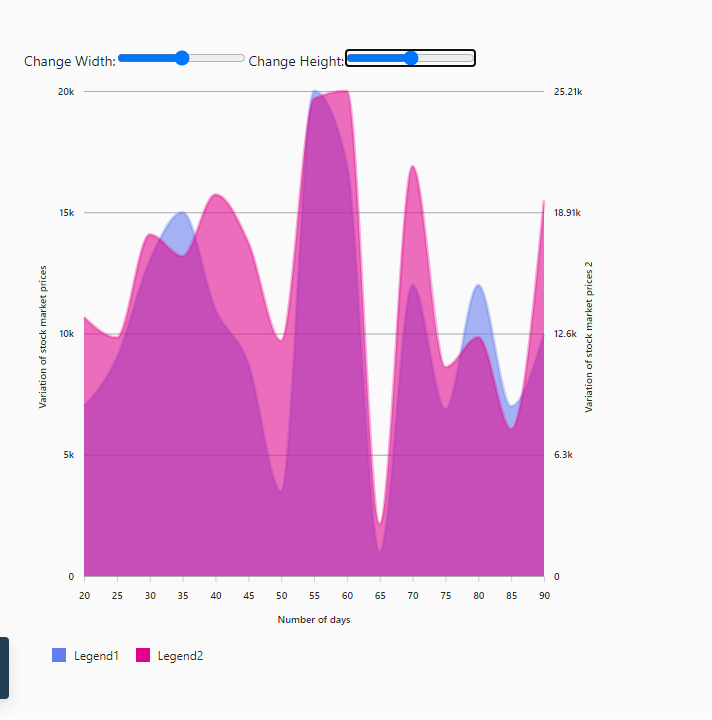 Change Width: Change Height:
20k 25.21k
15k 18.91k
10k 12.6k
5k 6.3k
0 0
Variation of stock market prices
Variation of stock market prices 2
20 25 30 35 40 45 50 55 60 65 70 75 80 85 90
Number of days
Legend1 Legend2